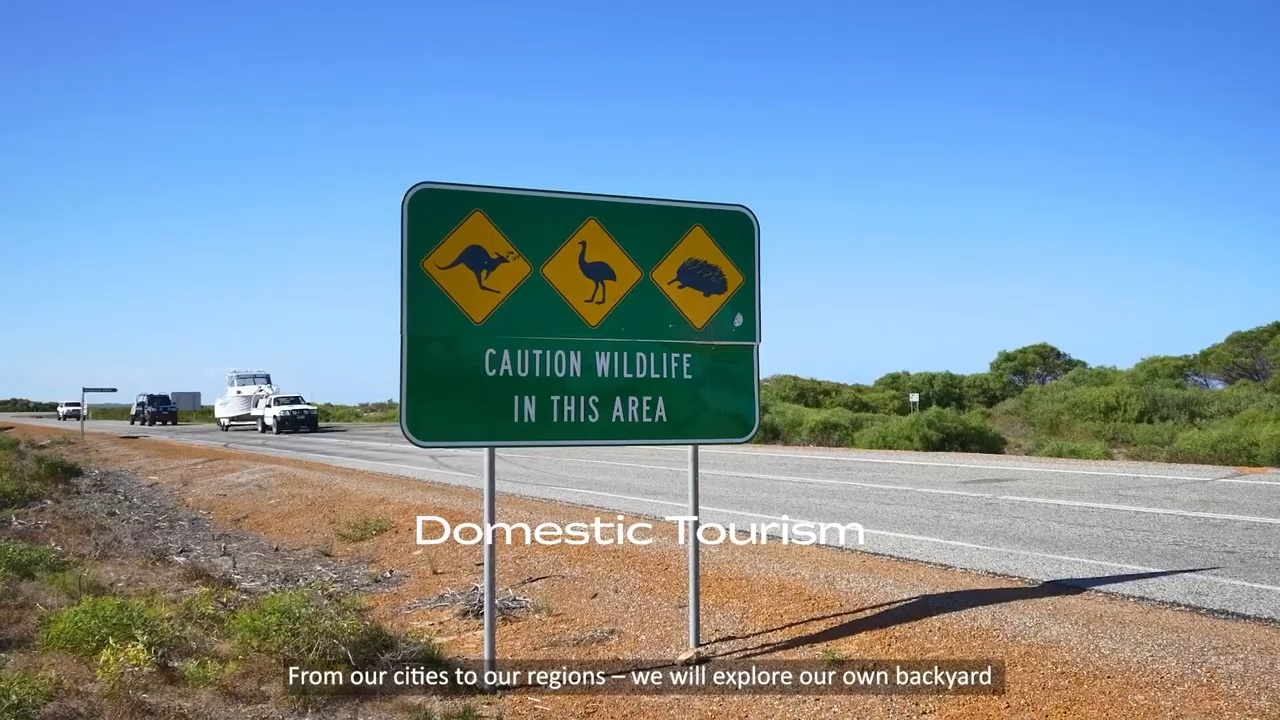 CAUTION WILDLIFE
IN THIS AREA
Domestic Tourism
From our cities to our regions – we will explore our own backyard